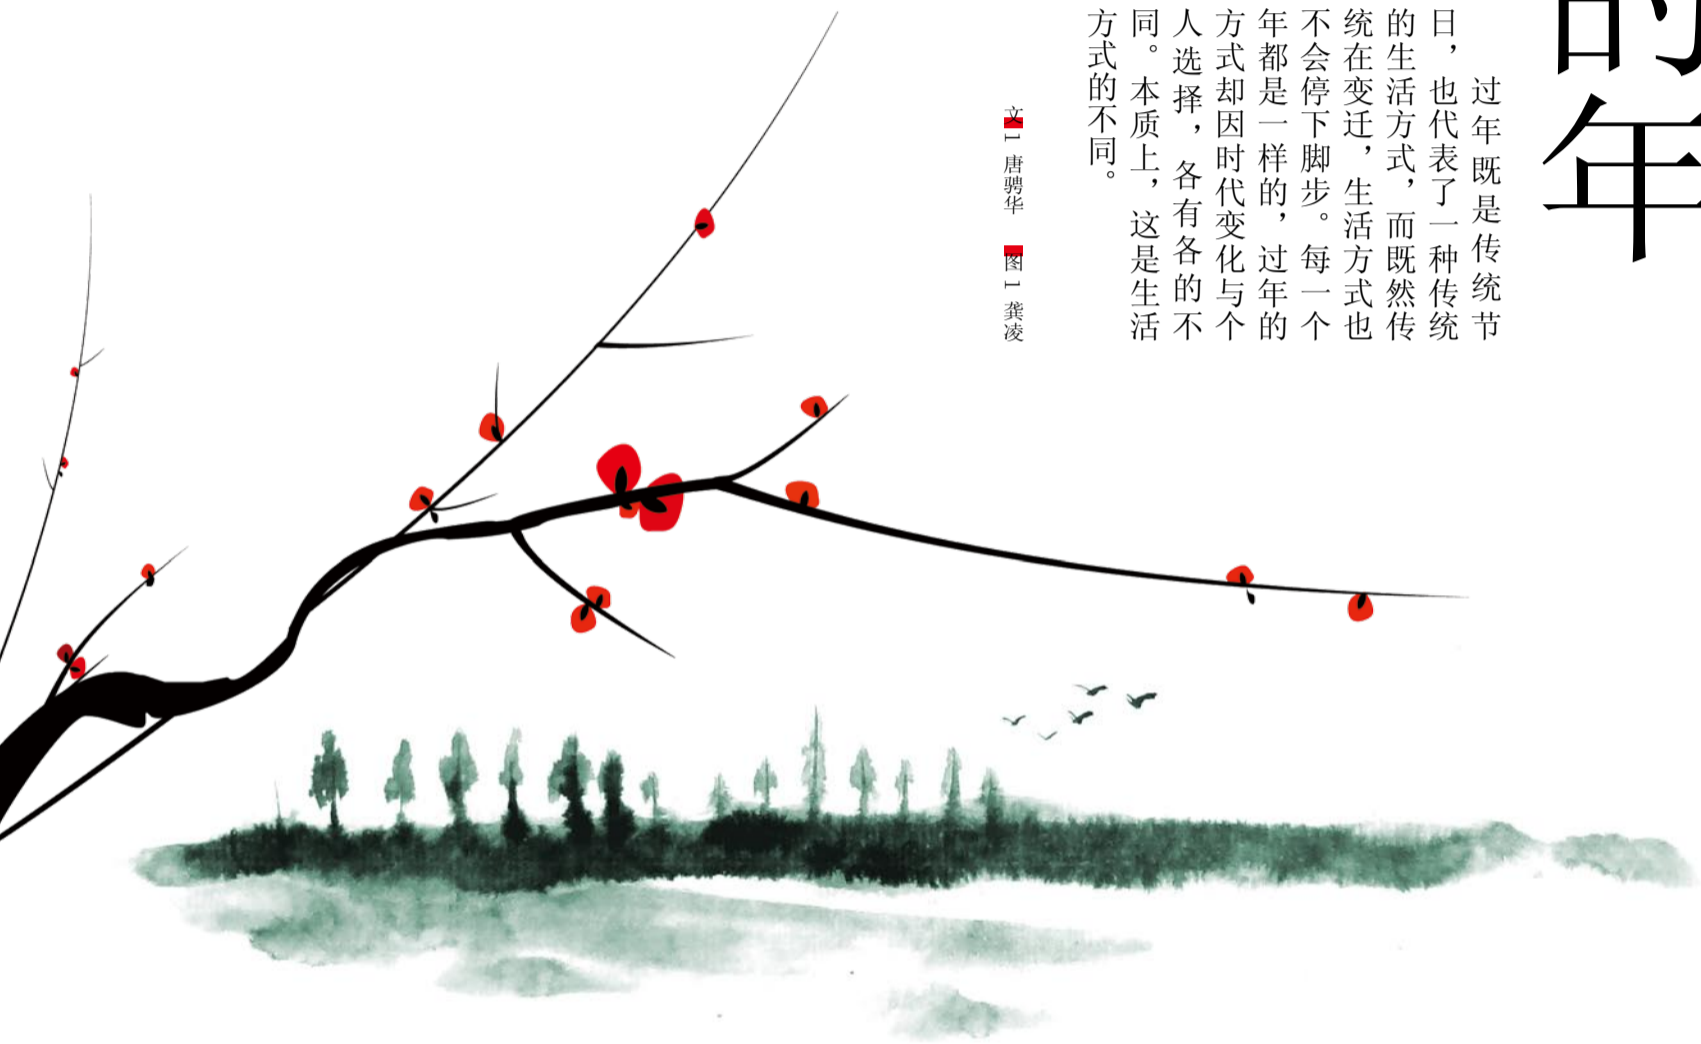 的年
过年既是传统节
日，也代表了一种传统
的生活方式，而既然传
统在变迁，生活方式也
不会停下脚步。每一个
年都是一样的，过年的
方式却因时代变化与个
人选择，各有各的不
同。本质上，这是生活
方式的不同。
文 1 唐骋华 图 1 龚凌